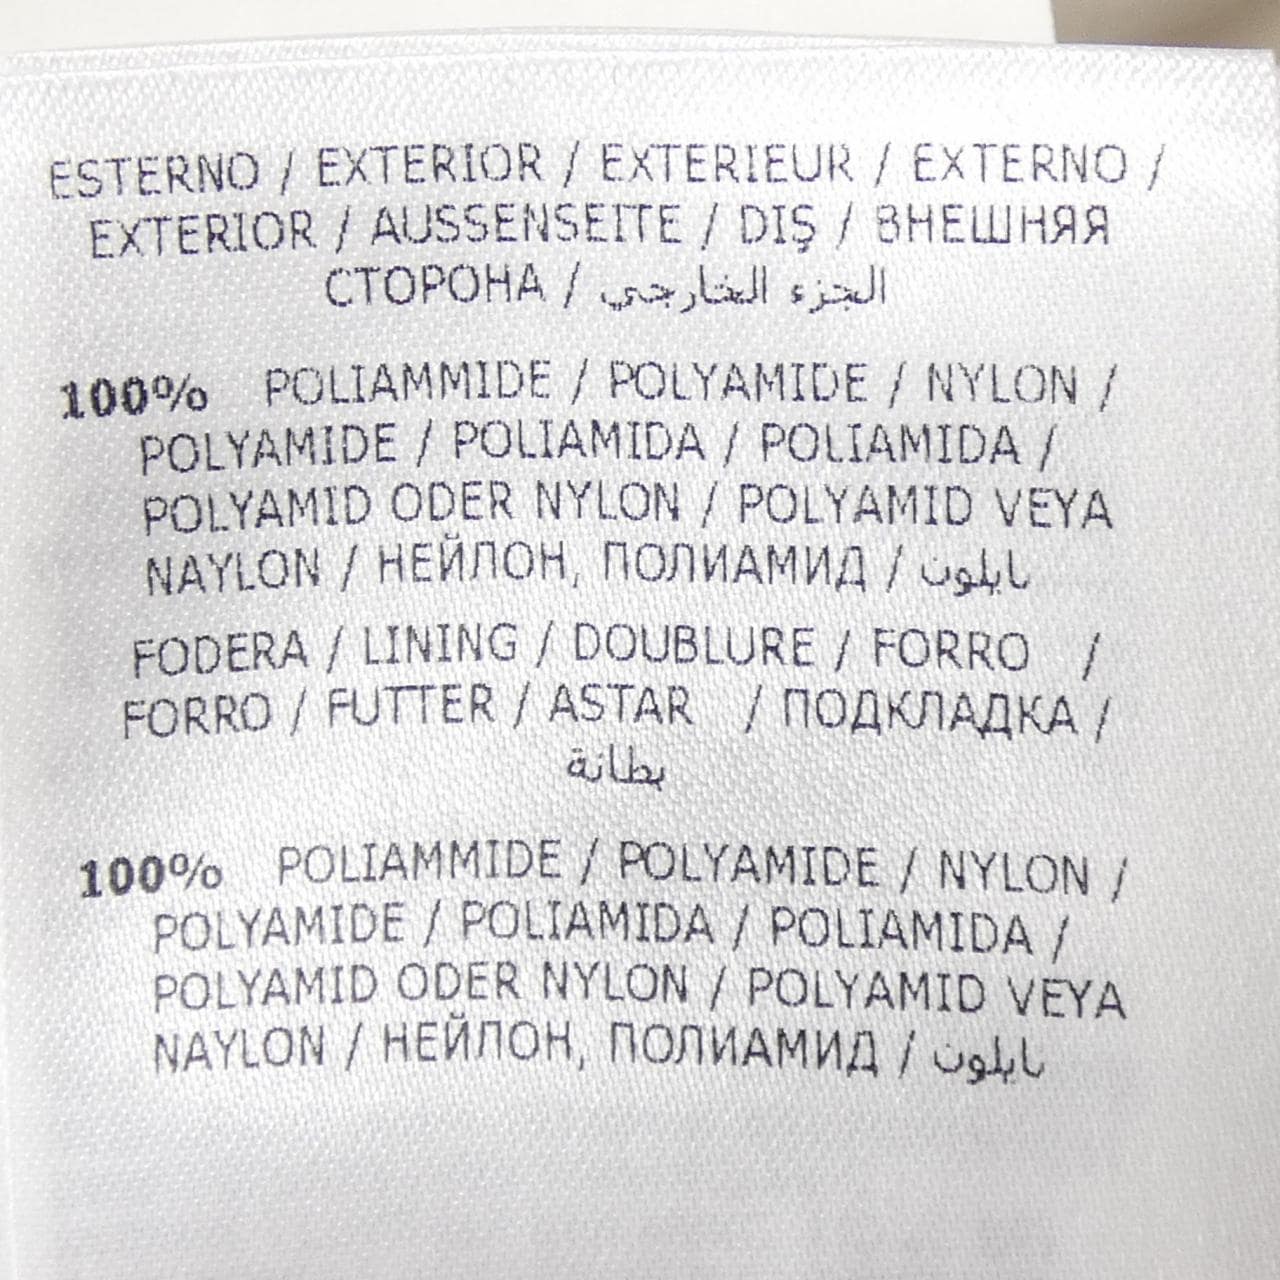 ESTERNO / EXTERIOR / EXTERIEUR / EXTERNO /
EXTERIOR / AUSSENSEITE / DIŞ / ВНЕШНЯЯ
СТОРОНА / الجزء الخارجي
100% POLIAMMIDE / POLYAMIDE / NYLON /
POLYAMIDE / POLIAMIDA / POLIAMIDA /
POLYAMID ODER NYLON / POLYAMID VEYA
NAYLON / НЕЙЛОН, ПОЛИАМИД / نايلون
FODERA / LINING / DOUBLURE / FORRO /
FORRO / FUTTER / ASTAR / ПОДКЛАДКА /
بطانة
100% POLIAMMIDE / POLYAMIDE / NYLON /
POLYAMIDE / POLIAMIDA / POLIAMIDA /
POLYAMID ODER NYLON / POLYAMID VEYA
NAYLON / НЕЙЛОН, ПОЛИАМИД / نايلون